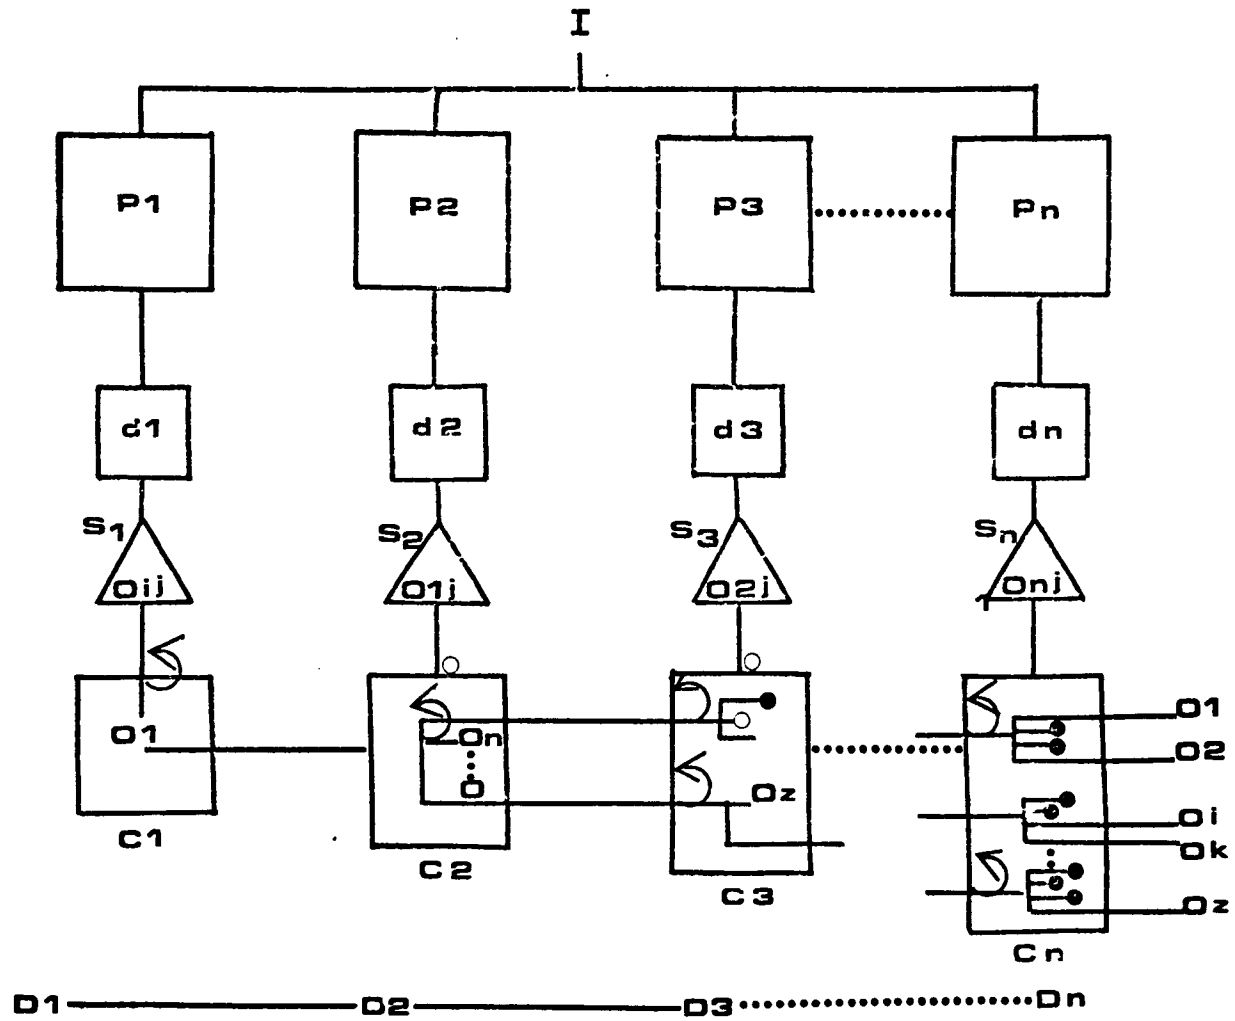 I
P1 P2 P3 Pn
d1 d2 d3 dn
S1 S2 S3 Sn
Oij O1j O2j Onj
O1
O1 On O2
O Oz
Oi
Ok
Oz
C1 C2 C3 Cn
D1 D2 D3 Dn